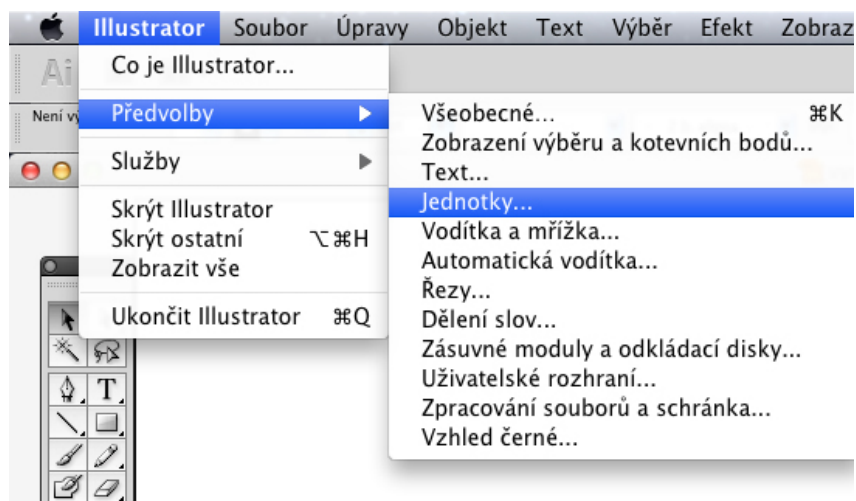 Illustrator Soubor Úpravy Objekt Text Výběr Efekt Zobraz
Ai
Co je Illustrator...
Není vý
Předvolby
Služby
Skrýt Illustrator
Skrýt ostatní ⌥⌘H
Zobrazit vše
Ukončit Illustrator ⌘Q
Všeobecné... ⌘K
Zobrazení výběru a kotevních bodů...
Text...
Jednotky...
Vodítka a mřížka...
Automatická vodítka...
Řezy...
Dělení slov...
Zásuvné moduly a odkládací disky...
Uživatelské rozhraní...
Zpracování souborů a schránka...
Vzhled černé...